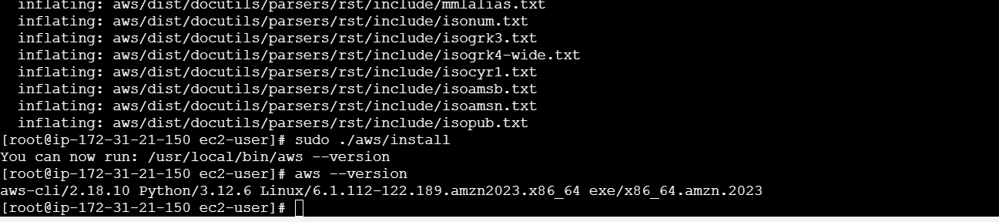 inflating: aws/dist/docutils/parsers/rst/include/mmlalias.txt
inflating: aws/dist/docutils/parsers/rst/include/isonum.txt
inflating: aws/dist/docutils/parsers/rst/include/isogrk3.txt
inflating: aws/dist/docutils/parsers/rst/include/isogrk4-wide.txt
inflating: aws/dist/docutils/parsers/rst/include/isocyr1.txt
inflating: aws/dist/docutils/parsers/rst/include/isoamsb.txt
inflating: aws/dist/docutils/parsers/rst/include/isoamsn.txt
inflating: aws/dist/docutils/parsers/rst/include/isopub.txt
[root@ip-172-31-21-150 ec2-user]# sudo ./aws/install
You can now run: /usr/local/bin/aws --version
[root@ip-172-31-21-150 ec2-user]# aws --version
aws-cli/2.18.10 Python/3.12.6 Linux/6.1.112-122.189.amzn2023.x86_64 exe/x86_64.amzn.2023
[root@ip-172-31-21-150 ec2-user]#